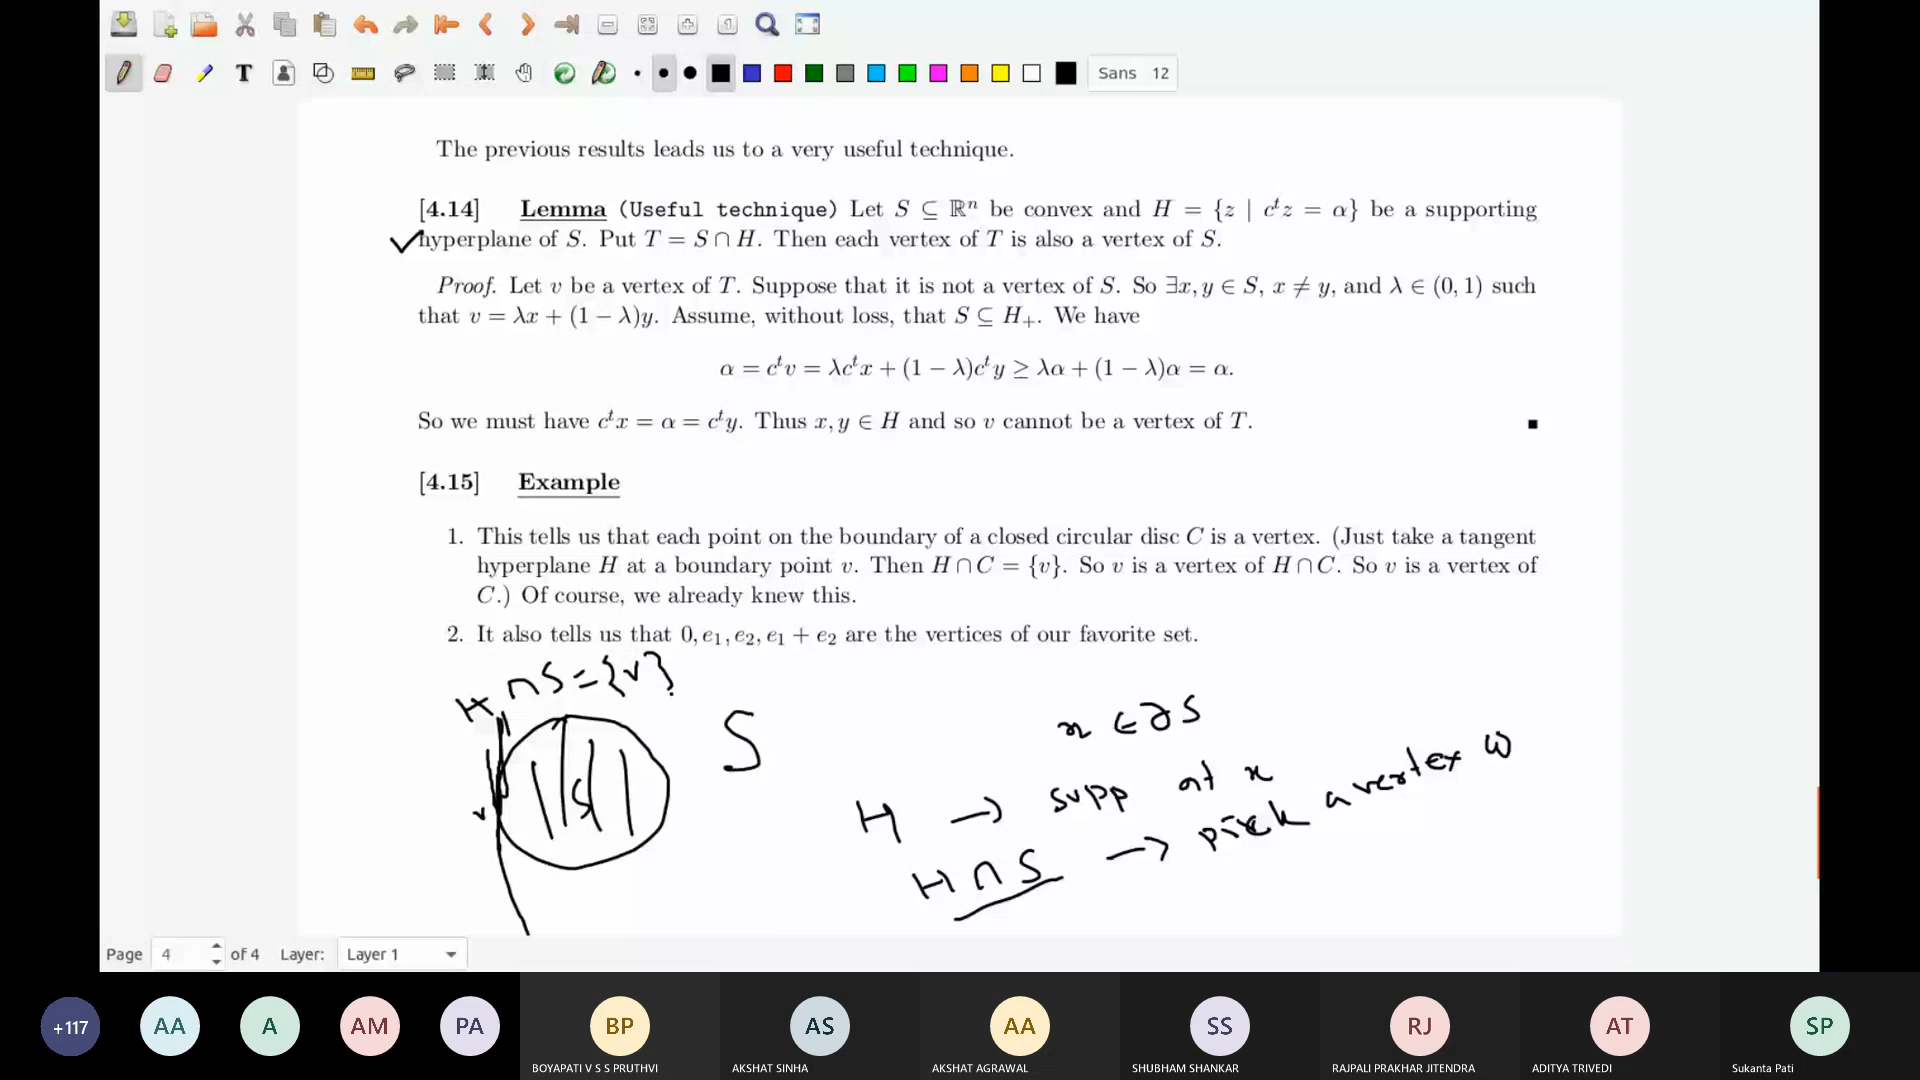 T
1
Sans 12
The previous results leads us to a very useful technique.
[4.14] Lemma (Useful technique) Let S ⊆ ℝⁿ be convex and H = {z | cᵗz = α} be a supporting
hyperplane of S. Put T = S ∩ H. Then each vertex of T is also a vertex of S.
Proof. Let v be a vertex of T. Suppose that it is not a vertex of S. So ∃x, y ∈ S, x ≠ y, and λ ∈ (0, 1) such
that v = λx + (1 − λ)y. Assume, without loss, that S ⊆ H₊. We have
α = cᵗv = λcᵗx + (1 − λ)cᵗy ≥ λα + (1 − λ)α = α.
So we must have cᵗx = α = cᵗy. Thus x, y ∈ H and so v cannot be a vertex of T. ■
[4.15] Example
1. This tells us that each point on the boundary of a closed circular disc C is a vertex. (Just take a tangent
hyperplane H at a boundary point v. Then H ∩ C = {v}. So v is a vertex of H ∩ C. So v is a vertex of
C.) Of course, we already knew this.
2. It also tells us that 0, e₁, e₂, e₁ + e₂ are the vertices of our favorite set.
H ∩ S = {v}
v
S
S
x ∈ ∂S
H → supp at x
H ∩ S → pick a vertex w
Page 4 of 4 Layer: Layer 1
+117 AA A AM PA BP AS AA SS RJ AT SP
BOYAPATI V S S PRUTHVI AKSHAT SINHA AKSHAT AGRAWAL SHUBHAM SHANKAR RAJPALI PRAKHAR JITENDRA ADITYA TRIVEDI Sukanta Pati